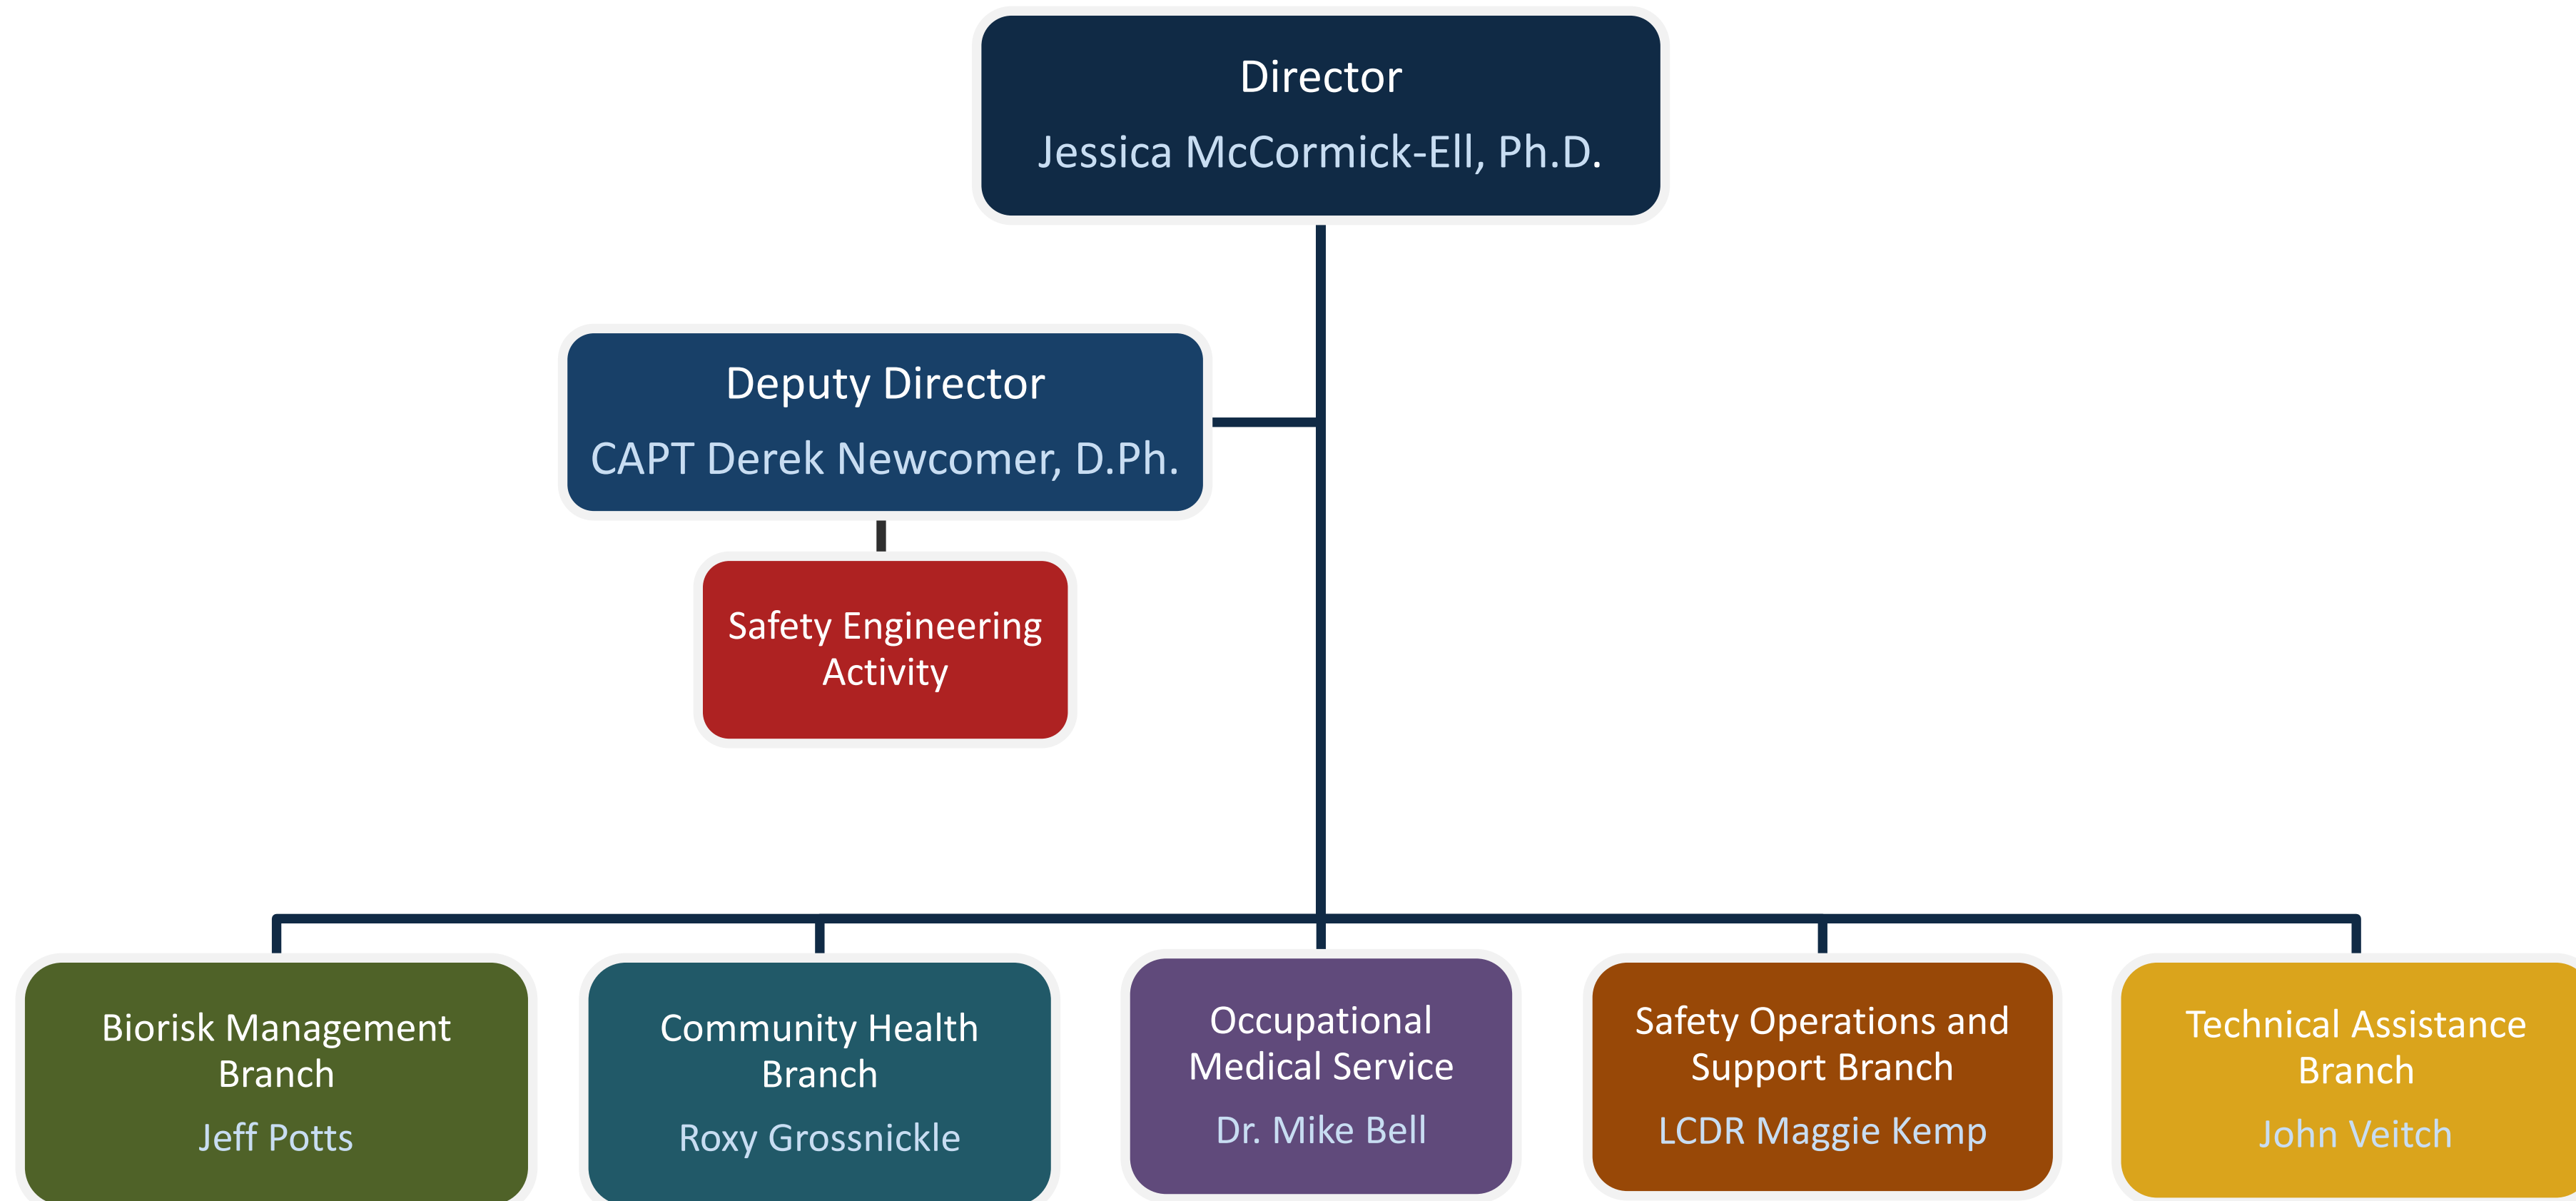 Director
Jessica McCormick-Ell, Ph.D.
Deputy Director
CAPT Derek Newcomer, D.Ph.
Safety Engineering
Activity
Biorisk Management
Branch
Jeff Potts
Community Health
Branch
Roxy Grossnickle
Occupational
Medical Service
Dr. Mike Bell
Safety Operations and
Support Branch
LCDR Maggie Kemp
Technical Assistance
Branch
John Veitch